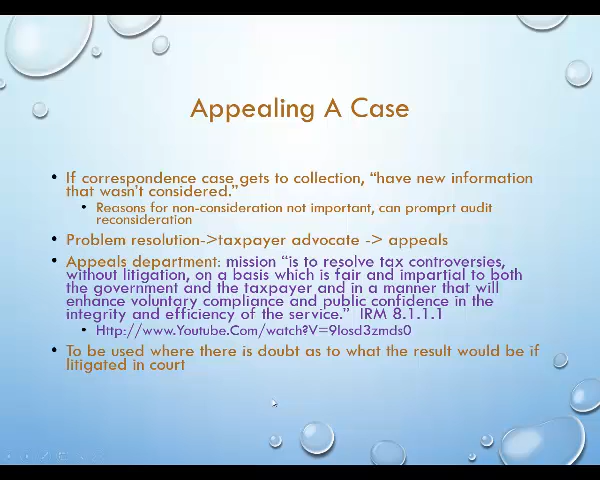 Appealing A Case
• If correspondence case gets to collection, “have new information
that wasn’t considered.”
• Reasons for non-consideration not important, can promprt audit
reconsideration
• Problem resolution->taxpayer advocate -> appeals
• Appeals department: mission “is to resolve tax controversies,
without litigation, on a basis which is fair and impartial to both
the government and the taxpayer and in a manner that will
enhance voluntary compliance and public confidence in the
integrity and efficiency of the service.” IRM 8.1.1.1
• Http://www.Youtube.Com/watch?V=9Iosd3zmds0
• To be used where there is doubt as to what the result would be if
litigated in court